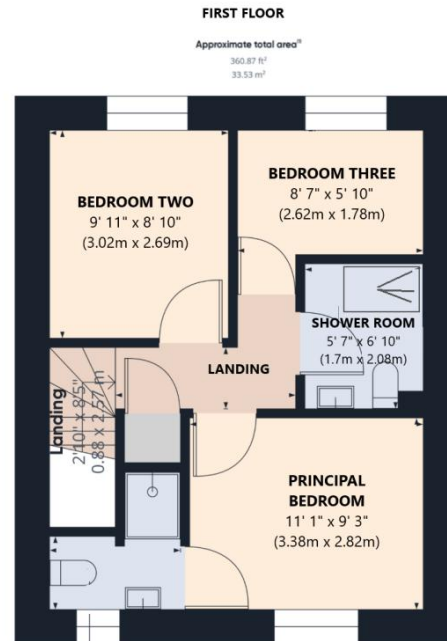 FIRST FLOOR
Approximate total area⁽¹⁾
360.87 ft²
33.53 m²
BEDROOM TWO
9' 11" x 8' 10"
(3.02m x 2.69m)
BEDROOM THREE
8' 7" x 5' 10"
(2.62m x 1.78m)
SHOWER ROOM
5' 7" x 6' 10"
(1.7m x 2.08m)
LANDING
Landing
2'10" x 8'5"
0.88 x 2.57 m
PRINCIPAL
BEDROOM
11' 1" x 9' 3"
(3.38m x 2.82m)